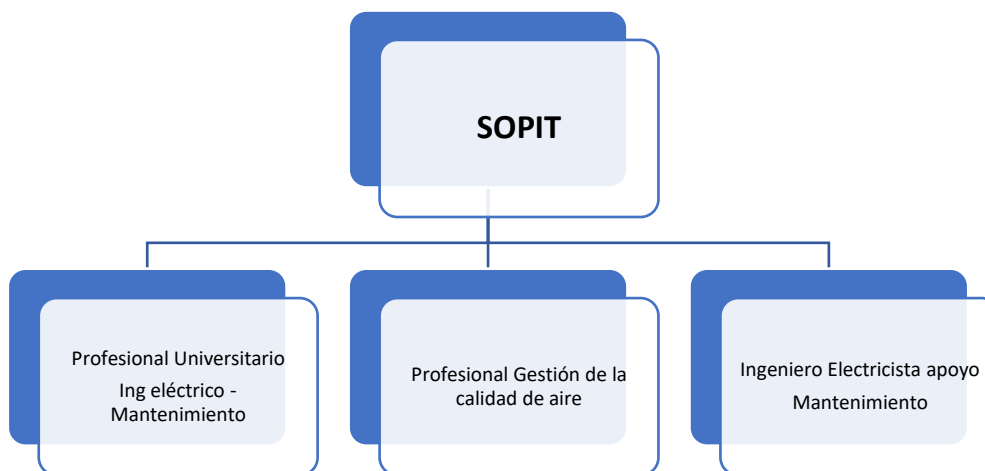 SOPIT
Profesional Universitario
Ing eléctrico -
Mantenimiento
Profesional Gestión de la
calidad de aire
Ingeniero Electricista apoyo
Mantenimiento